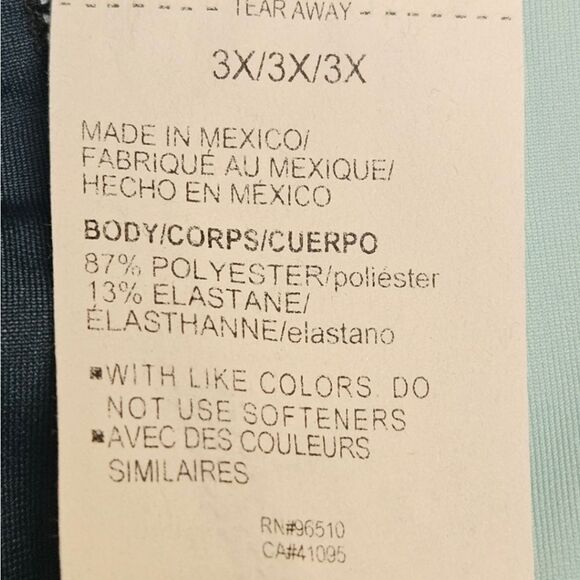 - - - - - - - TEAR AWAY - - - - - - -
3X/3X/3X
MADE IN MEXICO/
FABRIQUÉ AU MEXIQUE/
HECHO EN MÉXICO
BODY/CORPS/CUERPO
87% POLYESTER/poliéster
13% ELASTANE/
ÉLASTHANNE/elastano
▪WITH LIKE COLORS. DO
NOT USE SOFTENERS
▪AVEC DES COULEURS
SIMILAIRES
RN#96510
CA#41095